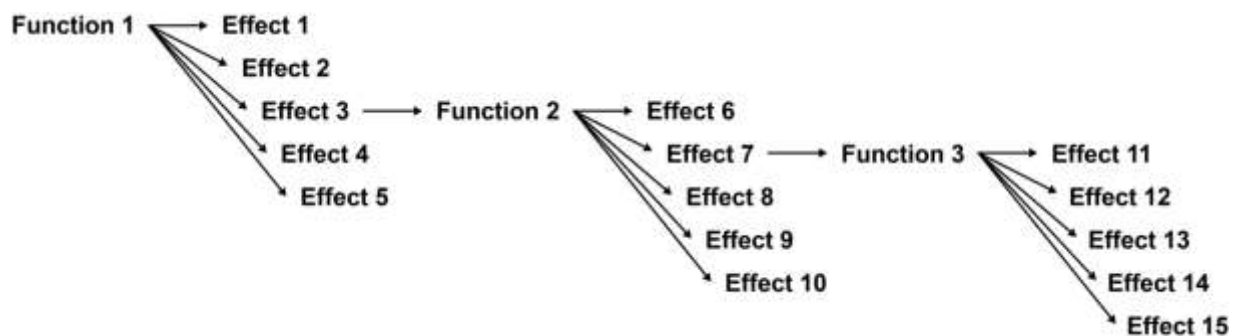 Function 1 Effect 1
Effect 2
Effect 3 Function 2 Effect 6
Effect 4 Effect 7 Function 3 Effect 11
Effect 5 Effect 8 Effect 12
Effect 9 Effect 13
Effect 10 Effect 14
Effect 15